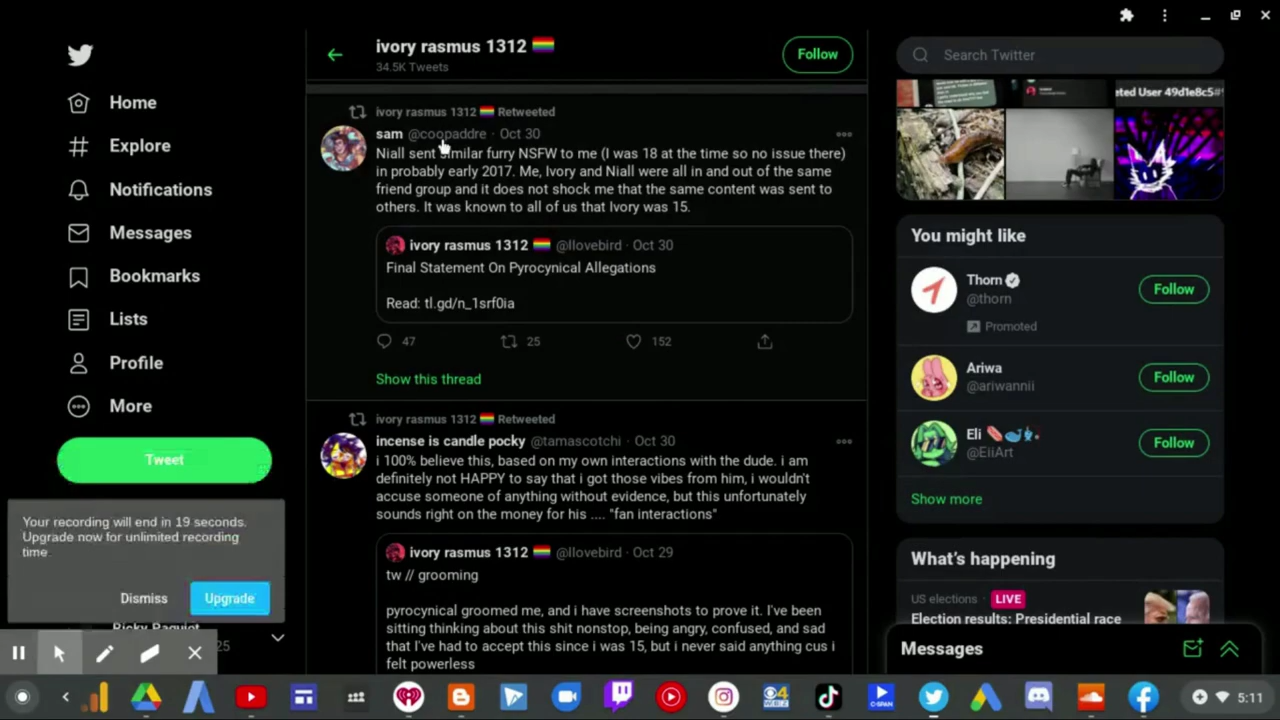 ivory rasmus 1312
34.5K Tweets
Follow
Search Twitter
Home
Explore
Notifications
Messages
Bookmarks
Lists
Profile
More
Tweet
Your recording will end in 19 seconds.
Upgrade now for unlimited recording
time
Dismiss
Upgrade
25
ivory rasmus 1312 Retweeted
sam @coopaddre · Oct 30
Niall sent similar furry NSFW to me (I was 18 at the time so no issue there)
in probably early 2017. Me, Ivory and Niall were all in and out of the same
friend group and it does not shock me that the same content was sent to
others. It was known to all of us that Ivory was 15.
ivory rasmus 1312 @llovebird · Oct 30
Final Statement On Pyrocynical Allegations
Read: tl.gd/n_1srf0ia
47
25
152
Show this thread
ivory rasmus 1312 Retweeted
incense is candle pocky @tamascotchi · Oct 30
i 100% believe this, based on my own interactions with the dude. i am
definitely not HAPPY to say that i got those vibes from him, i wouldn't
accuse someone of anything without evidence, but this unfortunately
sounds right on the money for his .... "fan interactions"
ivory rasmus 1312 @llovebird · Oct 29
tw // grooming
pyrocynical groomed me, and i have screenshots to prove it. I've been
sitting thinking about this shit nonstop, being angry, confused, and sad
that I've had to accept this since i was 15, but i never said anything cus i
felt powerless
eted User 49d1e8c5#
You might like
Thorn
@thorn
Promoted
Follow
Ariwa
@ariwannii
Follow
Eli
@EliiArt
Follow
Show more
What's happening
US elections · LIVE
Election results: Presidential race
Messages
C-SPAN
5:11